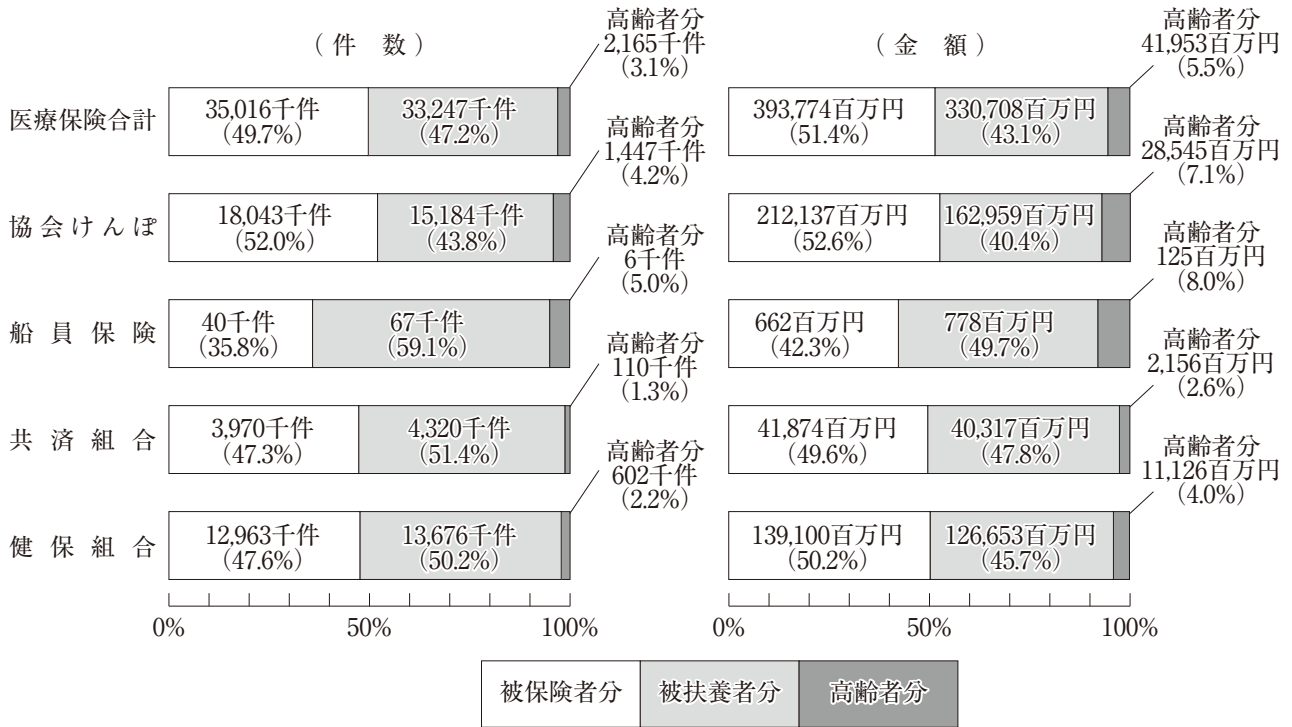 （件　数）
高齢者分
2,165千件
（3.1%）
医療保険合計
35,016千件
（49.7%）
33,247千件
（47.2%）
高齢者分
1,447千件
（4.2%）
協会けんぽ
18,043千件
（52.0%）
15,184千件
（43.8%）
高齢者分
6千件
（5.0%）
船員保険
40千件
（35.8%）
67千件
（59.1%）
高齢者分
110千件
（1.3%）
共済組合
3,970千件
（47.3%）
4,320千件
（51.4%）
高齢者分
602千件
（2.2%）
健保組合
12,963千件
（47.6%）
13,676千件
（50.2%）
0%
50%
100%
（金　額）
高齢者分
41,953百万円
（5.5%）
393,774百万円
（51.4%）
330,708百万円
（43.1%）
高齢者分
28,545百万円
（7.1%）
212,137百万円
（52.6%）
162,959百万円
（40.4%）
高齢者分
125百万円
（8.0%）
662百万円
（42.3%）
778百万円
（49.7%）
高齢者分
2,156百万円
（2.6%）
41,874百万円
（49.6%）
40,317百万円
（47.8%）
高齢者分
11,126百万円
（4.0%）
139,100百万円
（50.2%）
126,653百万円
（45.7%）
0%
50%
100%
被保険者分
被扶養者分
高齢者分